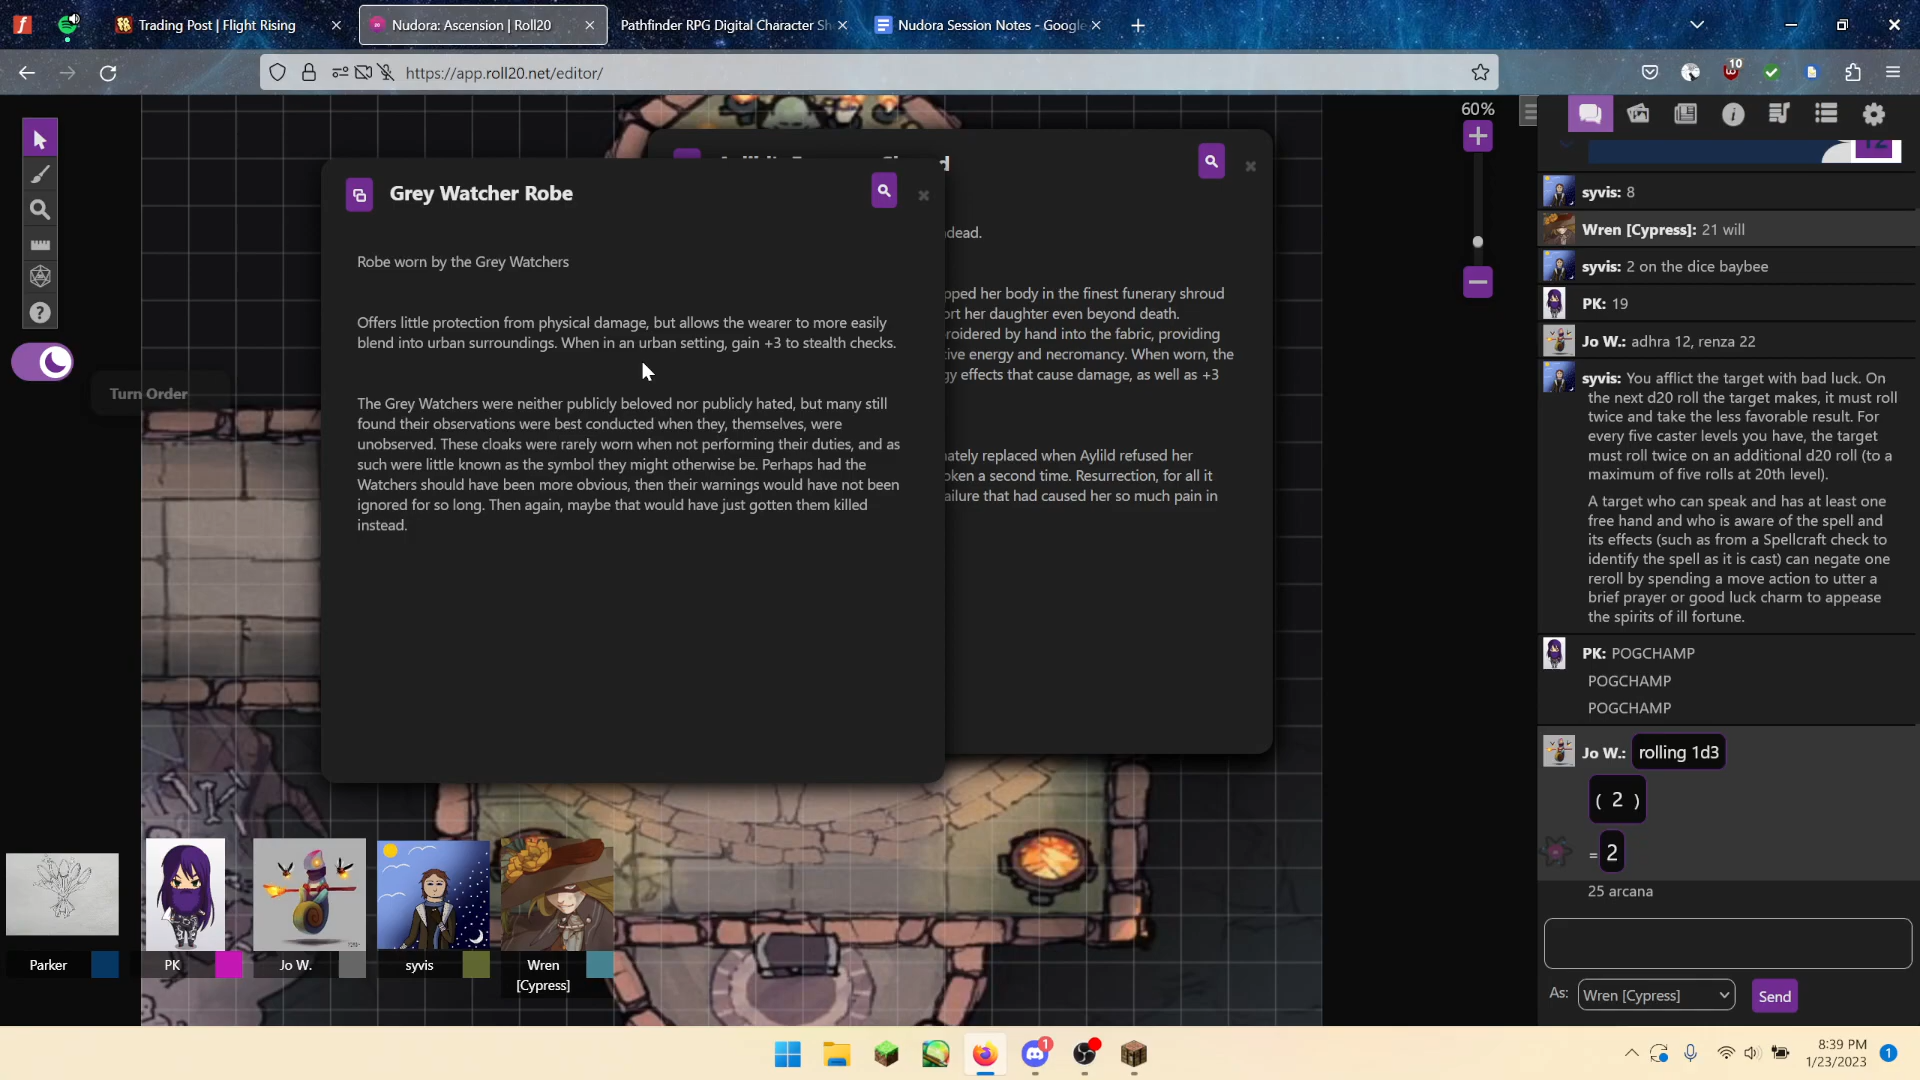 Trading Post | Flight Rising
Nudora: Ascension | Roll20
Pathfinder RPG Digital Character Sh
Nudora Session Notes - Google
https://app.roll20.net/editor/
10
60%
Grey Watcher Robe
Robe worn by the Grey Watchers
Offers little protection from physical damage, but allows the wearer to more easily
blend into urban surroundings. When in an urban setting, gain +3 to stealth checks.
The Grey Watchers were neither publicly beloved nor publicly hated, but many still
found their observations were best conducted when they, themselves, were
unobserved. These cloaks were rarely worn when not performing their duties, and as
such were little known as the symbol they might otherwise be. Perhaps had the
Watchers should have been more obvious, then their warnings would have not been
ignored for so long. Then again, maybe that would have just gotten them killed
instead.
pped her body in the finest funerary shroud
ort her daughter even beyond death.
roidered by hand into the fabric, providing
ive energy and necromancy. When worn, the
gy effects that cause damage, as well as +3
nately replaced when Aylild refused her
oken a second time. Resurrection, for all it
ailure that had caused her so much pain in
Turn Order
12
syvis: 8
Wren [Cypress]: 21 will
syvis: 2 on the dice baybee
PK: 19
Jo W.: adhra 12, renza 22
syvis: You afflict the target with bad luck. On
the next d20 roll the target makes, it must roll
twice and take the less favorable result. For
every five caster levels you have, the target
must roll twice on an additional d20 roll (to a
maximum of five rolls at 20th level).
A target who can speak and has at least one
free hand and who is aware of the spell and
its effects (such as from a Spellcraft check to
identify the spell as it is cast) can negate one
reroll by spending a move action to utter a
brief prayer or good luck charm to appease
the spirits of ill fortune.
PK: POGCHAMP
POGCHAMP
POGCHAMP
Jo W.: rolling 1d3
( 2 )
= 2
25 arcana
As: Wren [Cypress] Send
Parker
PK
Jo W.
syvis
Wren
[Cypress]
1
8:39 PM
1/23/2023
1